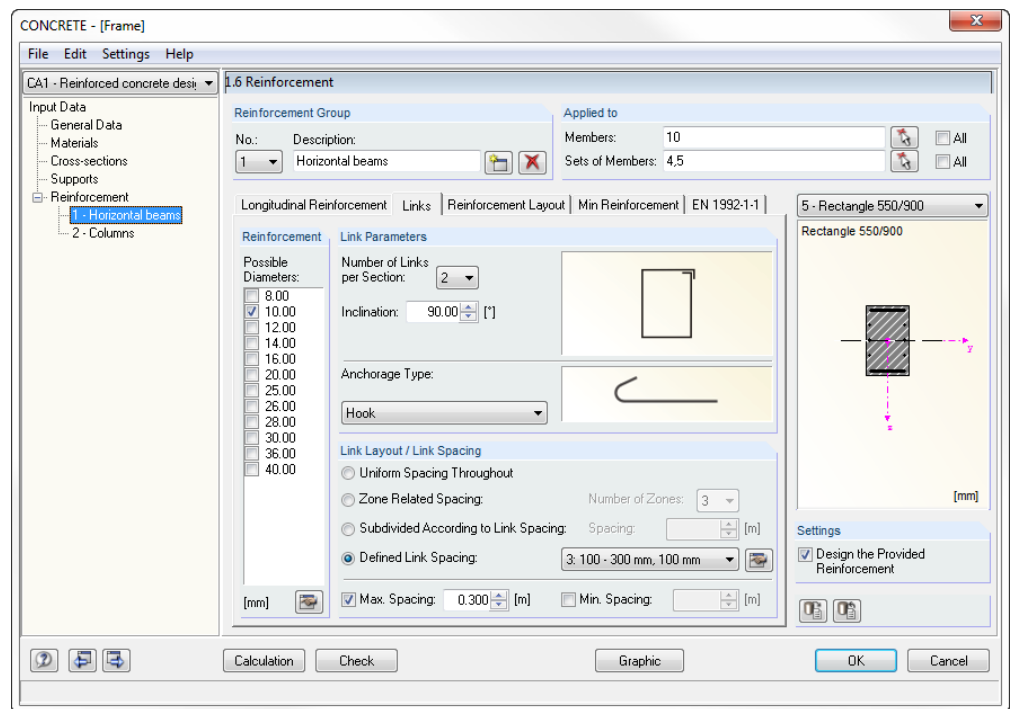 CONCRETE - [Frame]
File Edit Settings Help
CA1 - Reinforced concrete desi
1.6 Reinforcement
Input Data
General Data
Materials
Cross-sections
Supports
Reinforcement
1 - Horizontal beams
2 - Columns
Reinforcement Group
No.: Description:
1 Horizontal beams
Applied to
Members: 10 All
Sets of Members: 4,5 All
Longitudinal Reinforcement Links Reinforcement Layout Min Reinforcement EN 1992-1-1
Reinforcement
Possible
Diameters:
8.00
10.00
12.00
14.00
16.00
20.00
25.00
26.00
28.00
30.00
36.00
40.00
[mm]
Link Parameters
Number of Links
per Section: 2
Inclination: 90.00 [°]
Anchorage Type:
Hook
Link Layout / Link Spacing
Uniform Spacing Throughout
Zone Related Spacing: Number of Zones: 3
Subdivided According to Link Spacing: Spacing: [m]
Defined Link Spacing: 3: 100 - 300 mm, 100 mm
Max. Spacing: 0.300 [m] Min. Spacing: [m]
5 - Rectangle 550/900
Rectangle 550/900
y
z
[mm]
Settings
Design the Provided
Reinforcement
Calculation Check Graphic OK Cancel